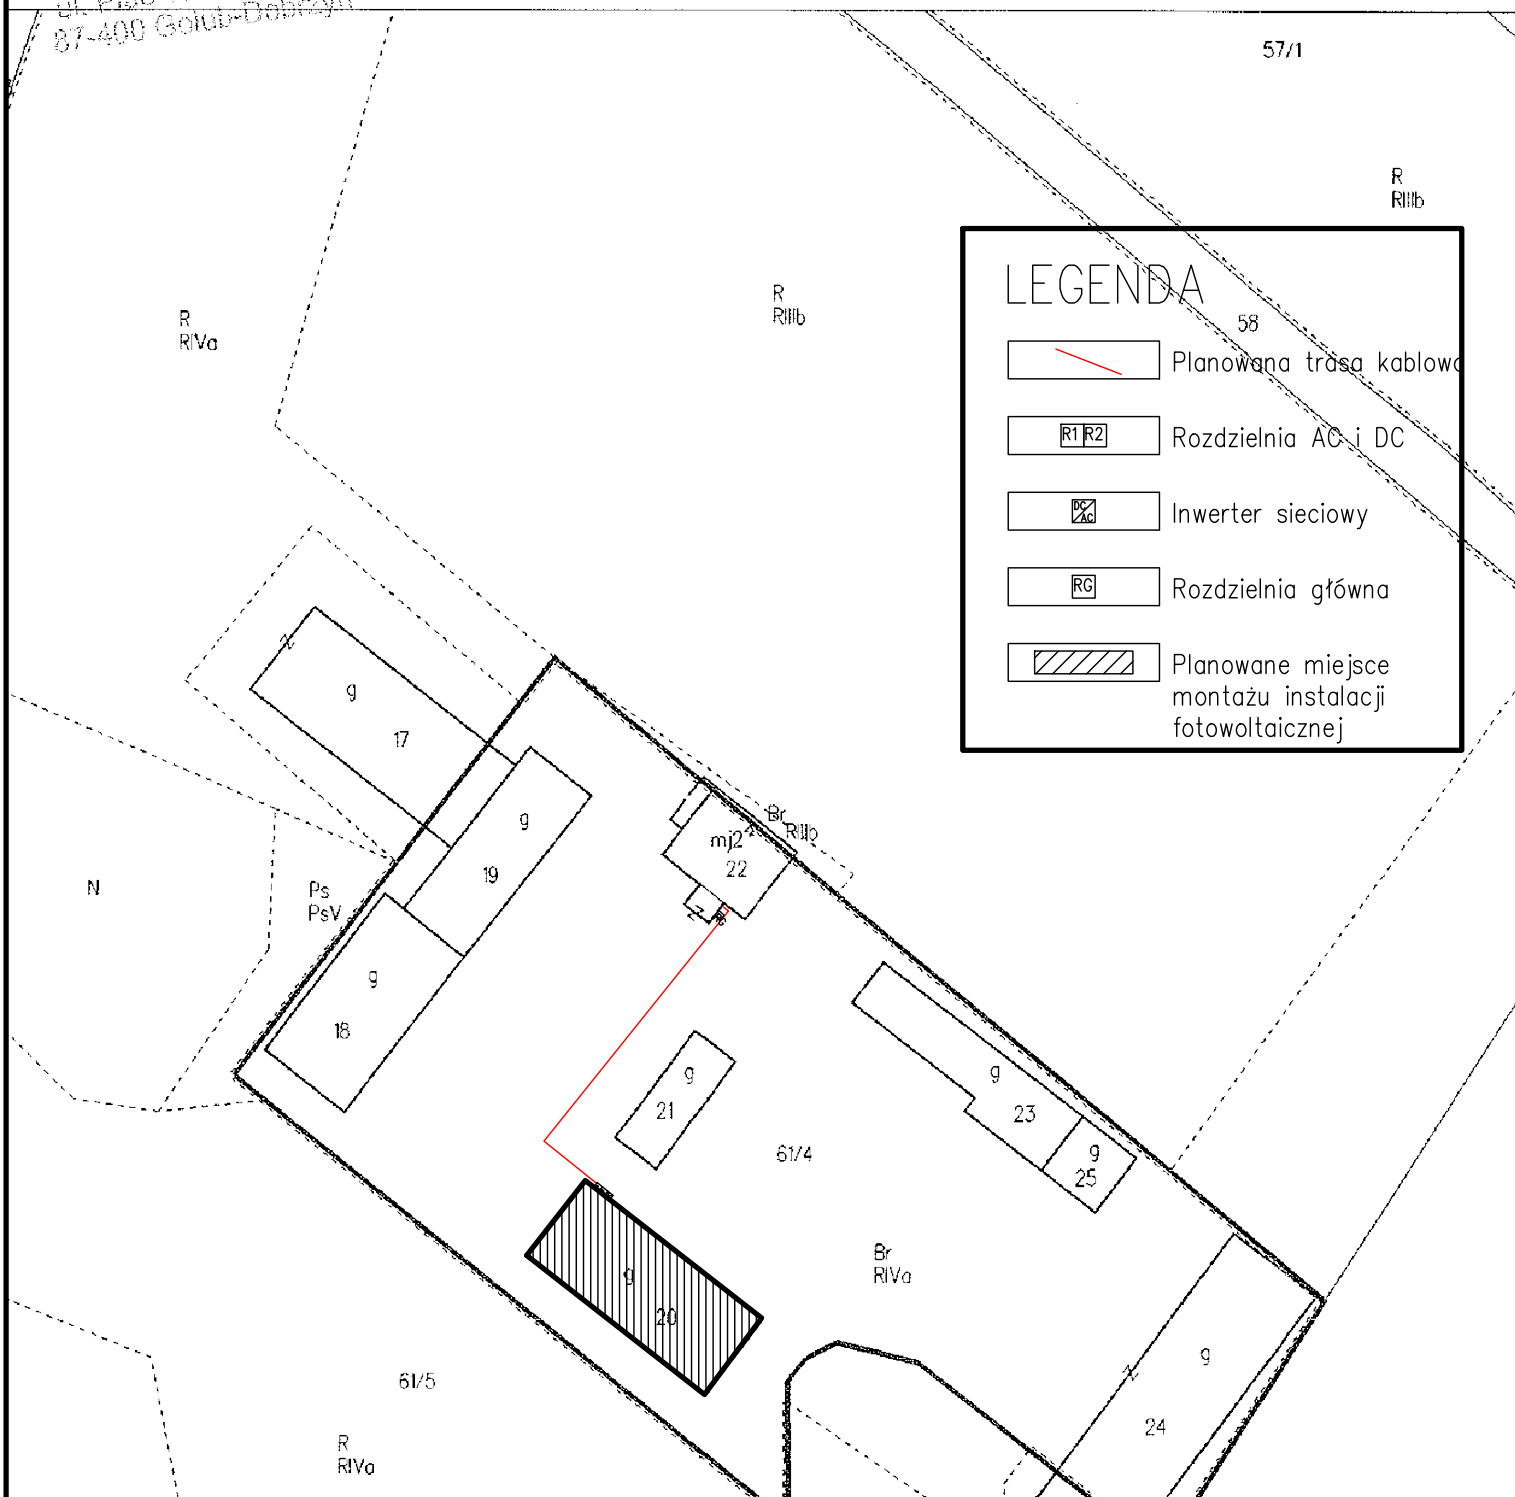 87-400 Golub-Dobrzyń
57/1
R
RIIIb
R
RIIIb
R
RIVa
LEGENDA
58
Planowana trasa kablowa
R1 R2
Rozdzielnia AC i DC
DC
AC
Inwerter sieciowy
RG
Rozdzielnia główna
Planowane miejsce
montażu instalacji
fotowoltaicznej
g
17
g
19
Br
RIIIb
mj2
22
RG
N
Ps
PsV
g
18
g
21
g
23
g
25
61/4
Br
RIVa
g
20
g
24
61/5
R
RIVa